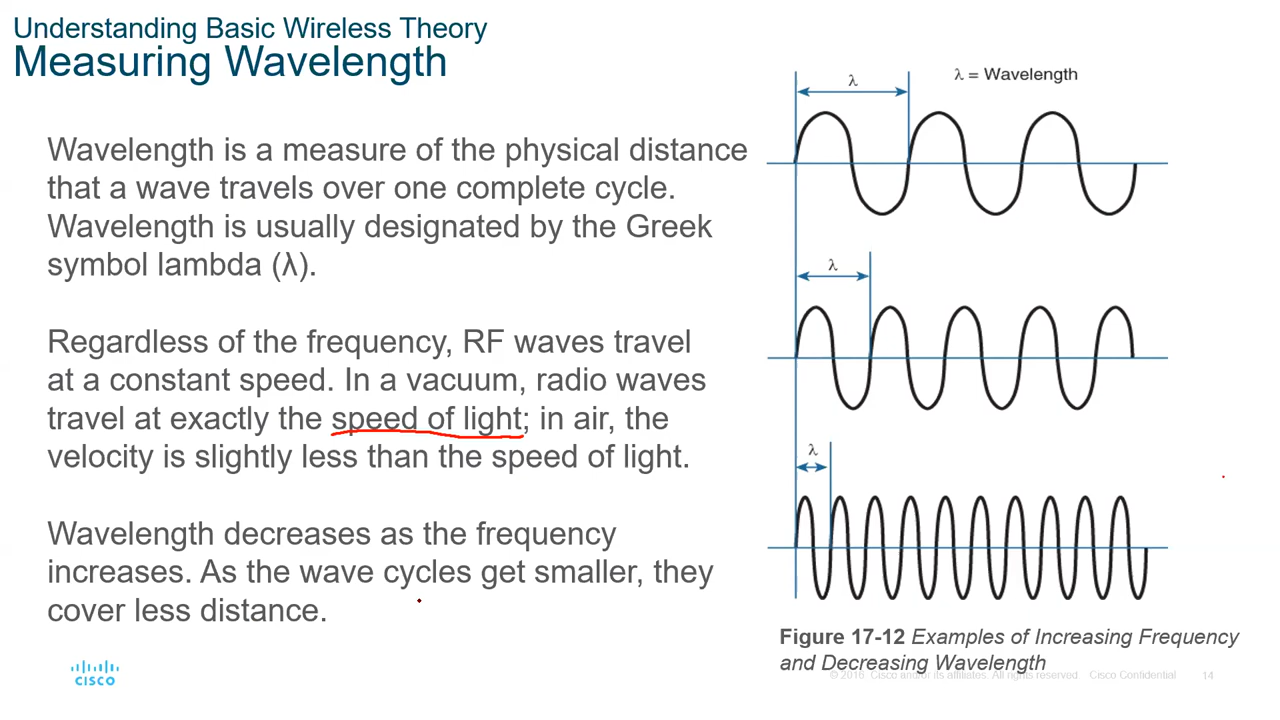 Understanding Basic Wireless Theory
Measuring Wavelength
Wavelength is a measure of the physical distance
that a wave travels over one complete cycle.
Wavelength is usually designated by the Greek
symbol lambda (λ).
Regardless of the frequency, RF waves travel
at a constant speed. In a vacuum, radio waves
travel at exactly the speed of light; in air, the
velocity is slightly less than the speed of light.
Wavelength decreases as the frequency
increases. As the wave cycles get smaller, they
cover less distance.
λ
λ = Wavelength
λ
λ
Figure 17-12 Examples of Increasing Frequency
and Decreasing Wavelength
CISCO
© 2016 Cisco and/or its affiliates. All rights reserved. Cisco Confidential
14